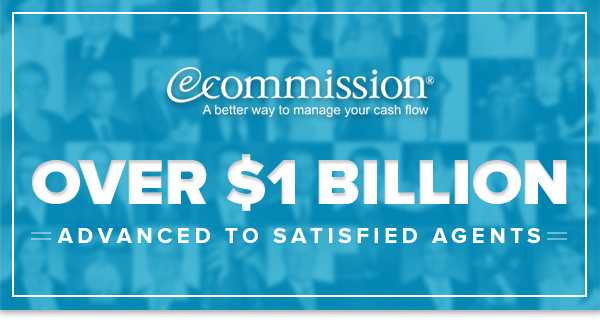 ecommission®
A better way to manage your cash flow
OVER $1 BILLION
ADVANCED TO SATISFIED AGENTS